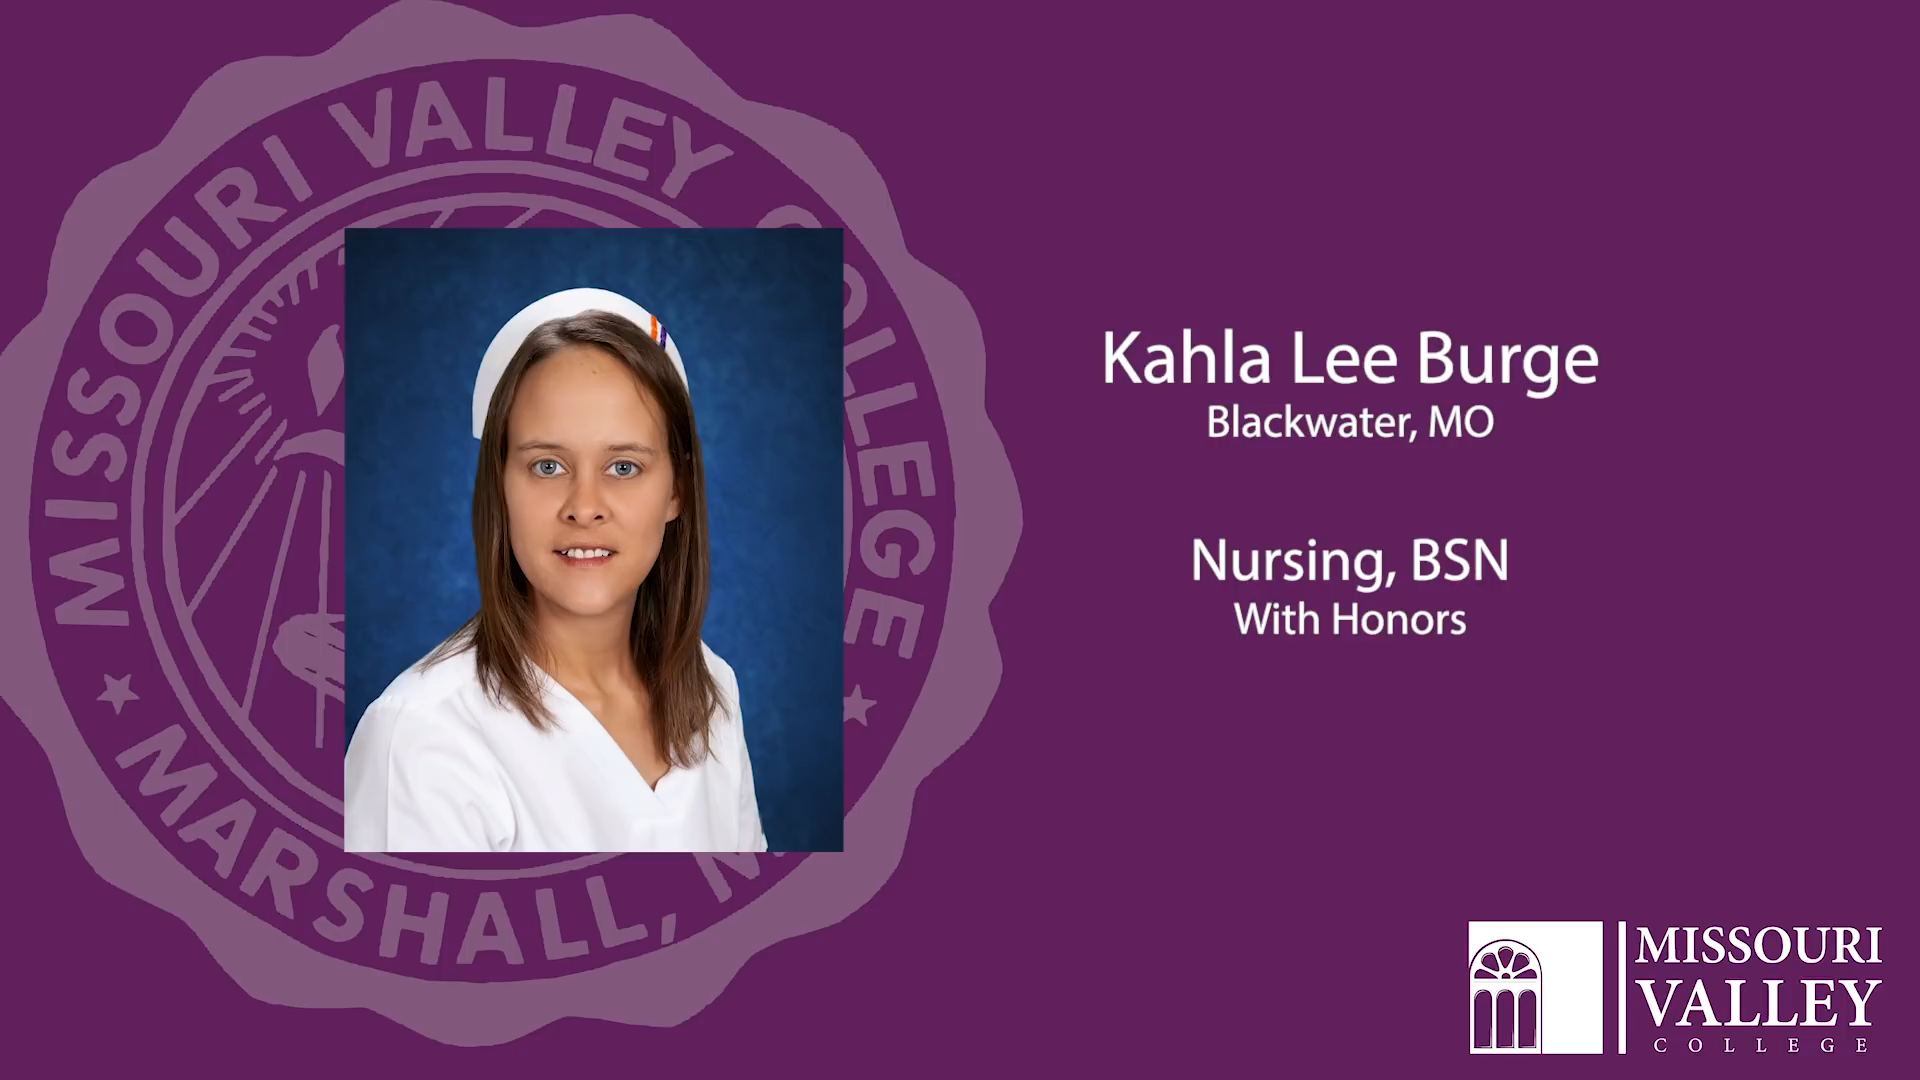 MISSOURI VALLEY COLLEGE
MARSHALL,
Kahla Lee Burge
Blackwater, MO
Nursing, BSN
With Honors
MISSOURI
VALLEY
COLLEGE